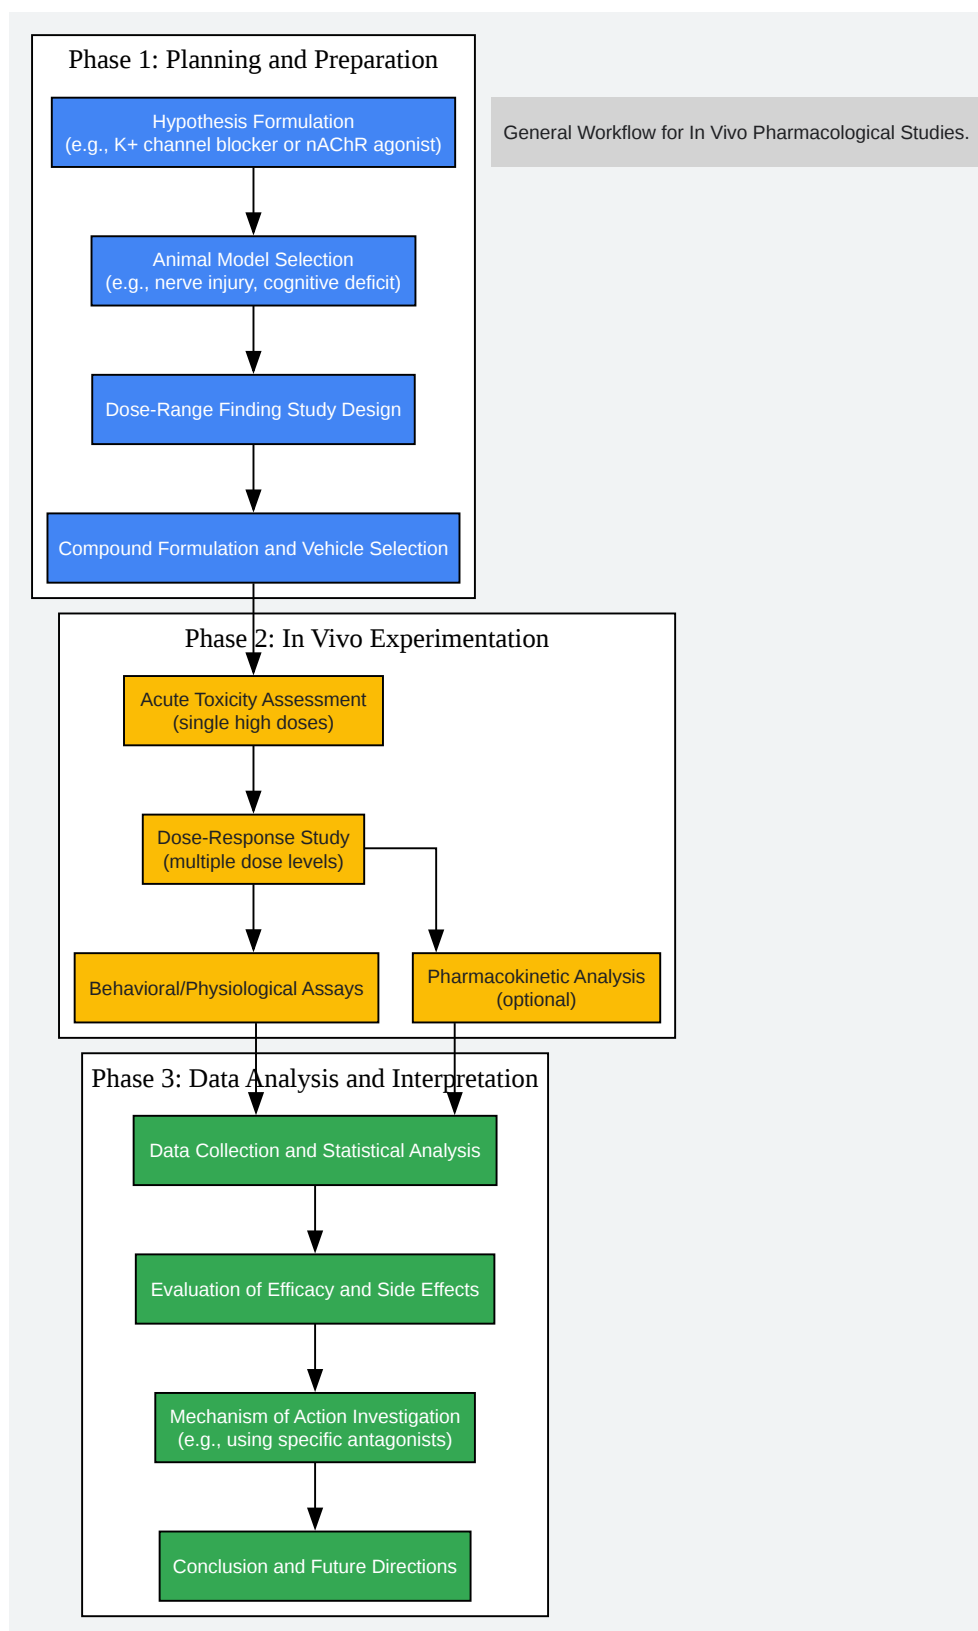 Phase 1: Planning and Preparation
Hypothesis Formulation
(e.g., K+ channel blocker or nAChR agonist)
General Workflow for In Vivo Pharmacological Studies.
Animal Model Selection
(e.g., nerve injury, cognitive deficit)
Dose-Range Finding Study Design
Compound Formulation and Vehicle Selection
Phase 2: In Vivo Experimentation
Acute Toxicity Assessment
(single high doses)
Dose-Response Study
(multiple dose levels)
Behavioral/Physiological Assays
Pharmacokinetic Analysis
(optional)
Phase 3: Data Analysis and Interpretation
Data Collection and Statistical Analysis
Evaluation of Efficacy and Side Effects
Mechanism of Action Investigation
(e.g., using specific antagonists)
Conclusion and Future Directions